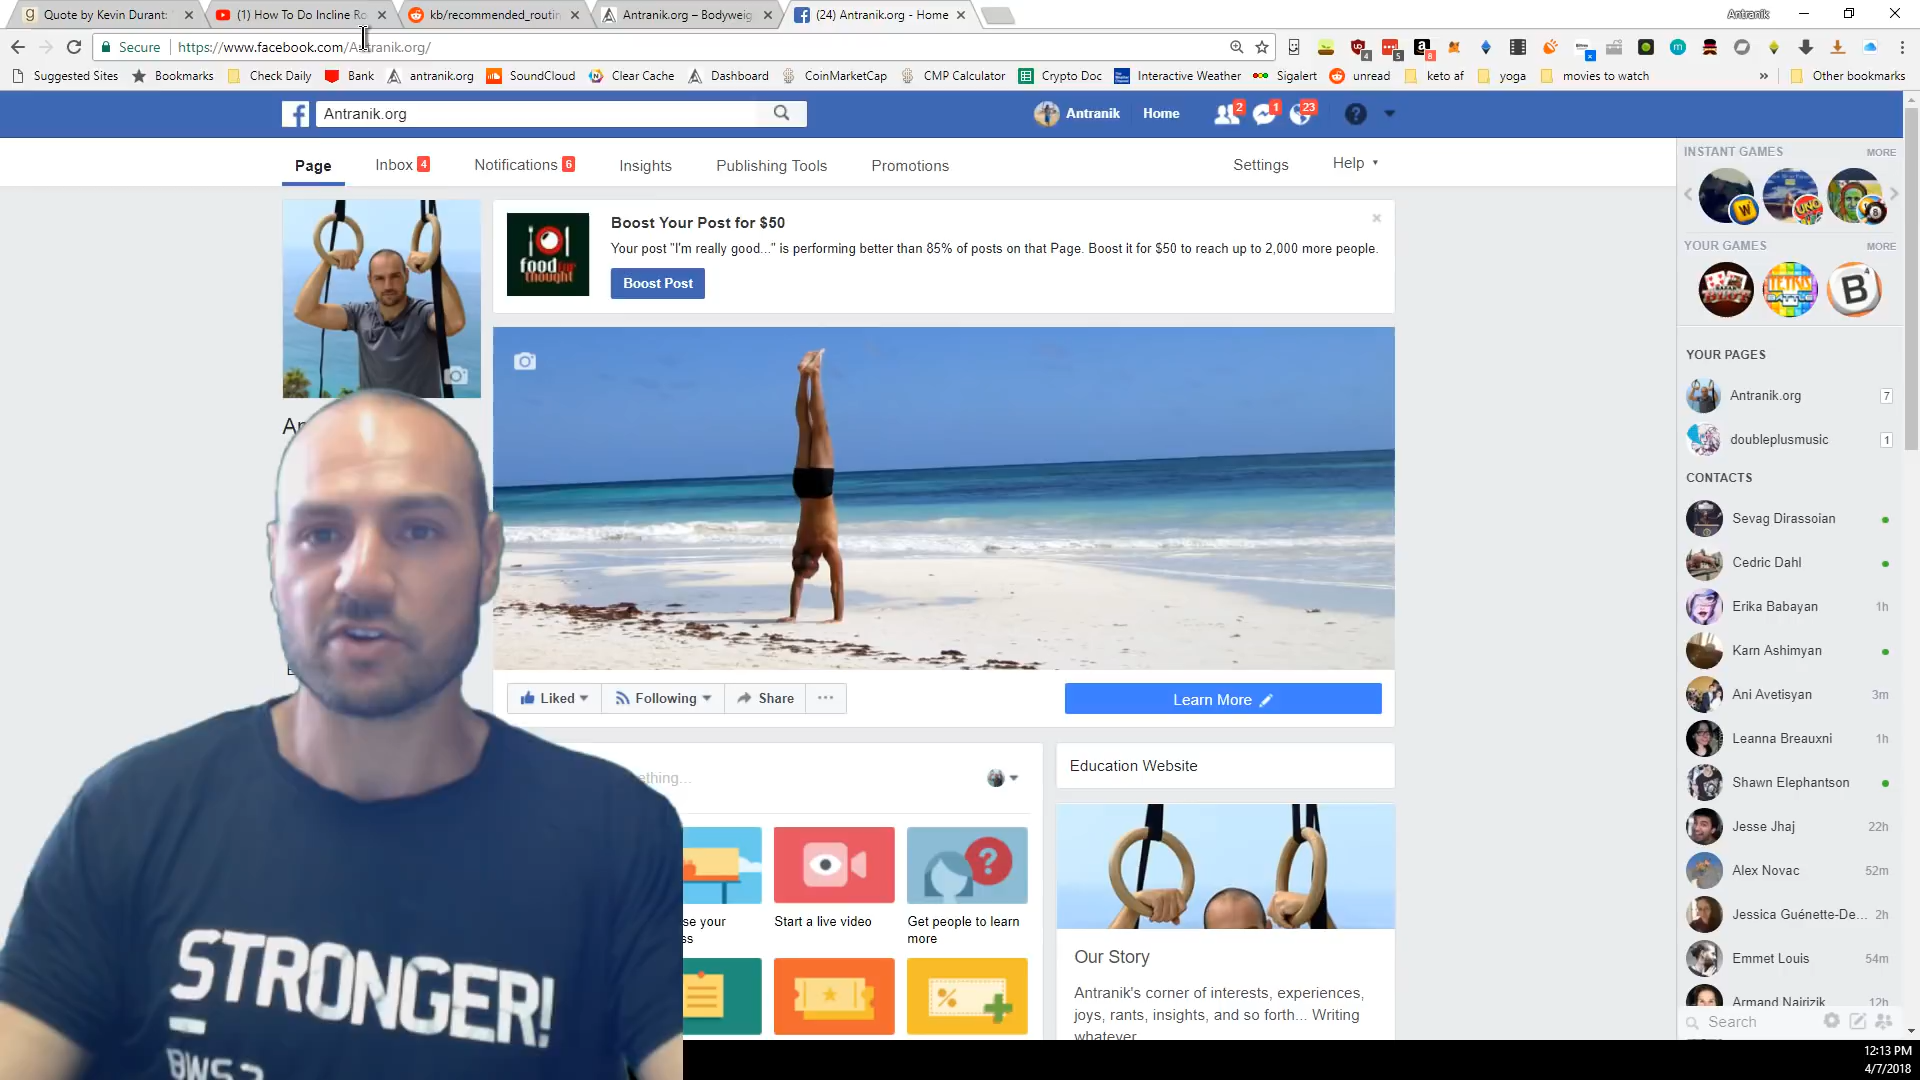 Quote by Kevin Durant:
(1) How To Do Incline Ro
kb/recommended_routin
Antranik.org – Bodyweig
(24) Antranik.org - Home
Antranik
Secure
https://www.facebook.com/Antranik.org/
Suggested Sites
Bookmarks
Check Daily
Bank
antranik.org
SoundCloud
Clear Cache
Dashboard
CoinMarketCap
CMP Calculator
Crypto Doc
Interactive Weather
Sigalert
unread
keto af
yoga
movies to watch
Other bookmarks
Antranik.org
Antranik
Home
2
1
23
Page
Inbox 4
Notifications 6
Insights
Publishing Tools
Promotions
Settings
Help
INSTANT GAMES
MORE
YOUR GAMES
MORE
food for thought
Boost Your Post for $50
Your post "I'm really good..." is performing better than 85% of posts on that Page. Boost it for $50 to reach up to 2,000 more people.
Boost Post
An
Liked
Following
Share
Learn More
ething...
se your
ss
Start a live video
Get people to learn
more
Education Website
Our Story
Antranik's corner of interests, experiences,
joys, rants, insights, and so forth... Writing
whatever
STRONGER!
YOUR PAGES
Antranik.org
7
doubleplusmusic
1
CONTACTS
Sevag Dirassoian
Cedric Dahl
Erika Babayan
1h
Karn Ashimyan
Ani Avetisyan
3m
Leanna Breauxni
1h
Shawn Elephantson
Jesse Jhaj
22h
Alex Novac
52m
Jessica Guénette-De...
2h
Emmet Louis
54m
Armand Nairizik
12h
Search
12:13 PM
4/7/2018